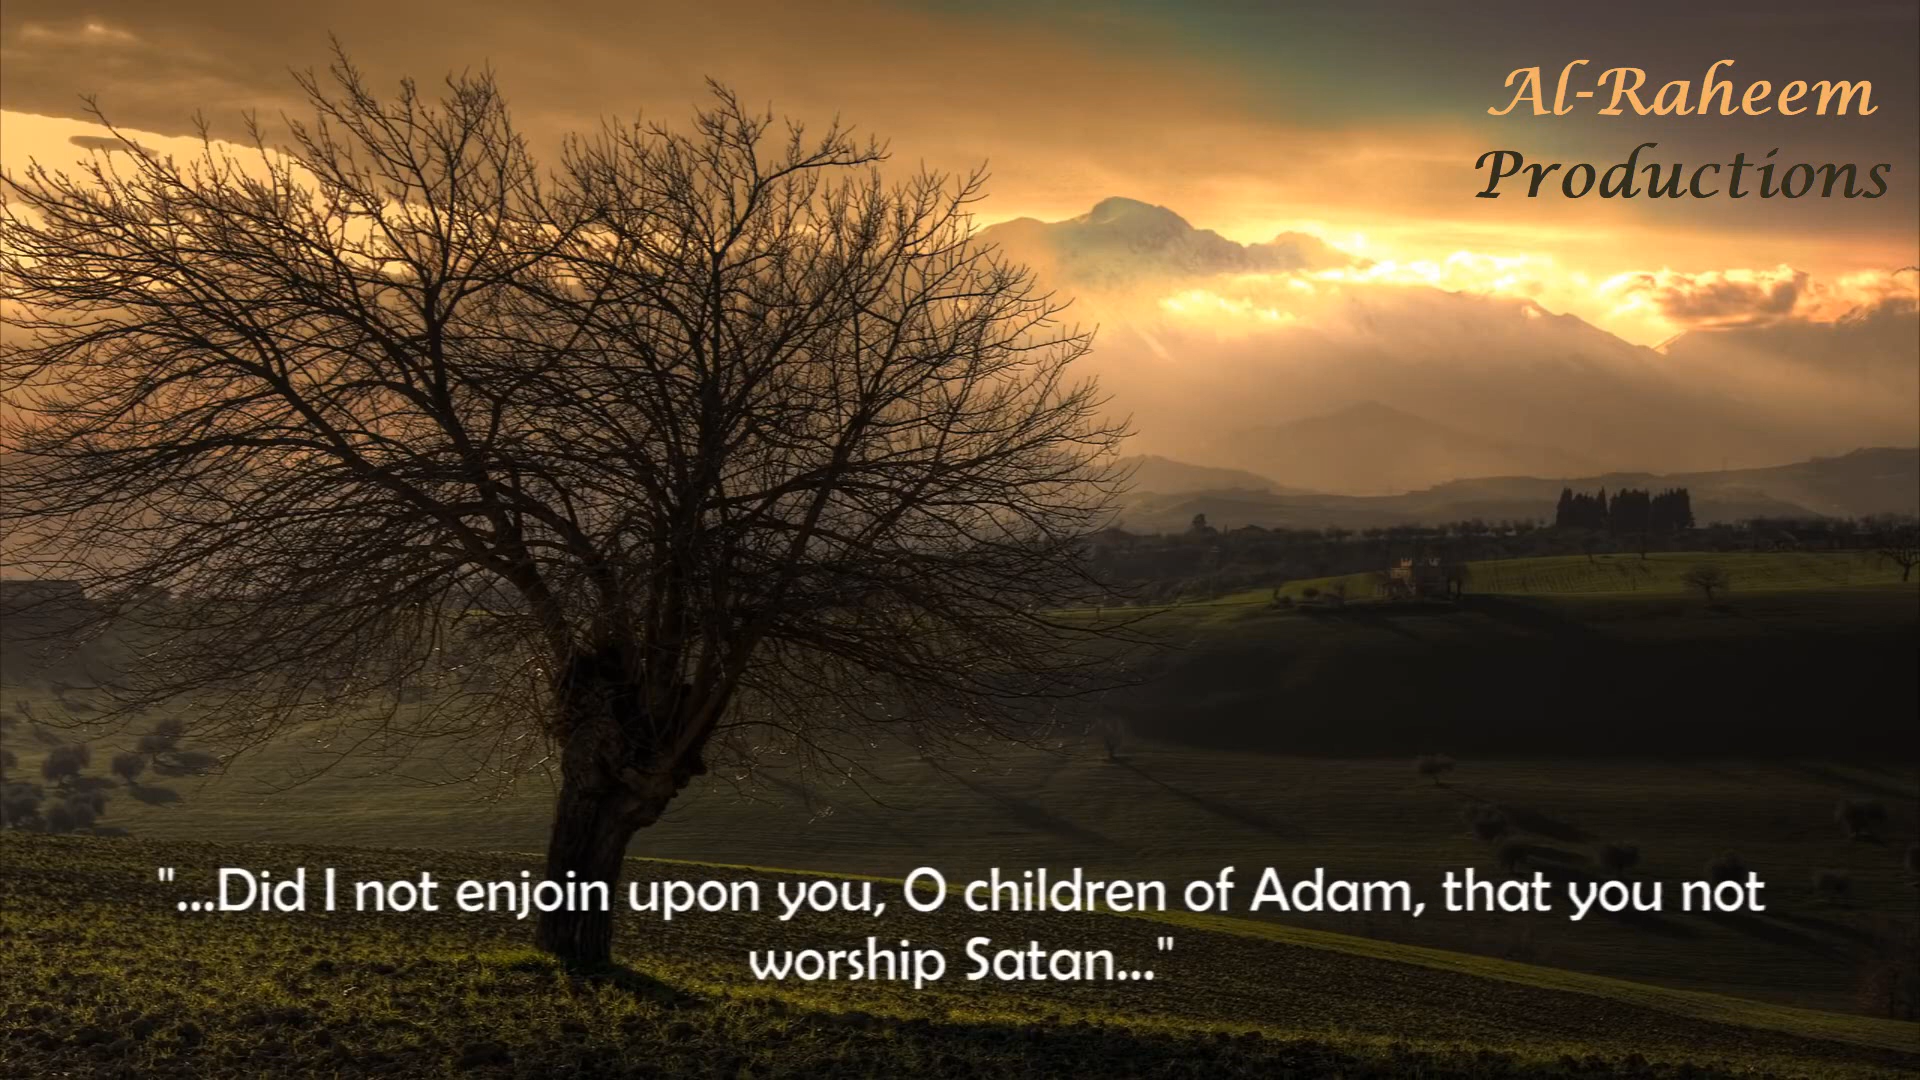 Al-Raheem
Productions
"...Did I not enjoin upon you, O children of Adam, that you not
worship Satan..."